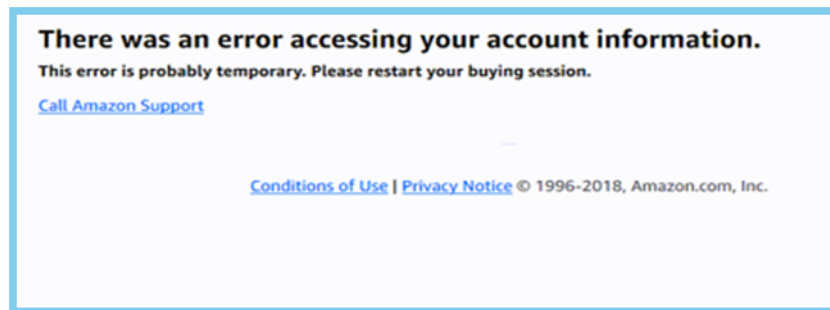 There was an error accessing your account information.
This error is probably temporary. Please restart your buying session.
Call Amazon Support
Conditions of Use | Privacy Notice © 1996-2018, Amazon.com, Inc.